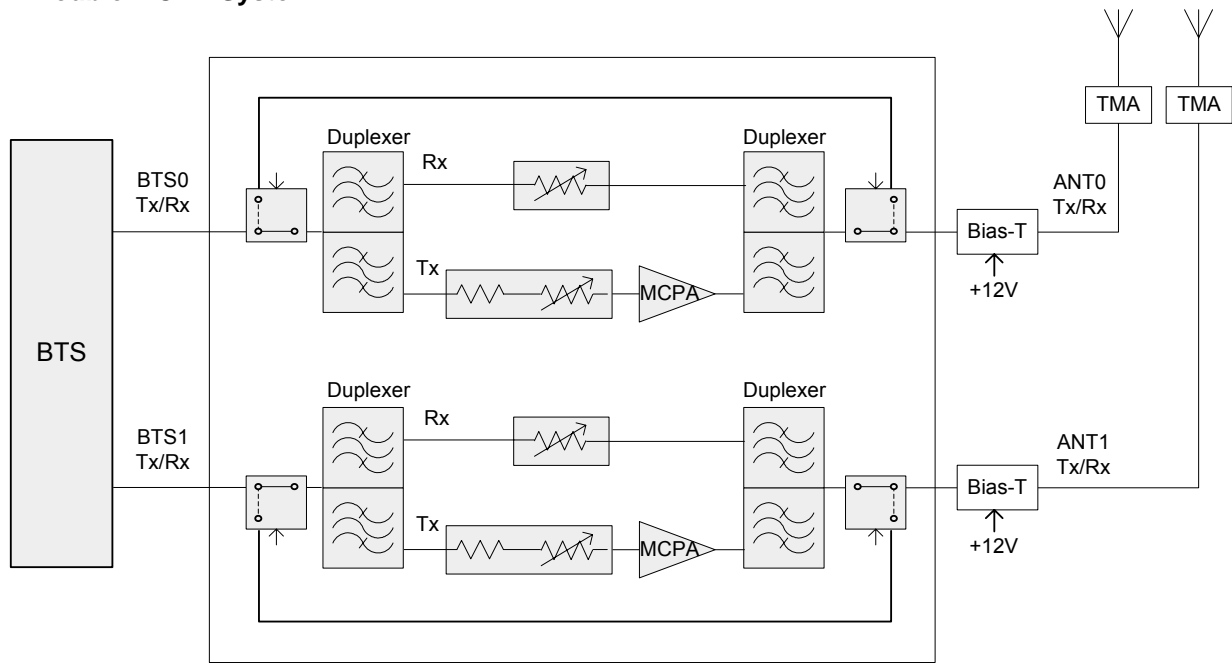 TMA
TMA
Duplexer
Duplexer
Rx
BTS0
Tx/Rx
ANT0
Tx/Rx
Bias-T
+12V
Tx
MCPA
BTS
Duplexer
Duplexer
Rx
BTS1
Tx/Rx
ANT1
Tx/Rx
Bias-T
+12V
Tx
MCPA